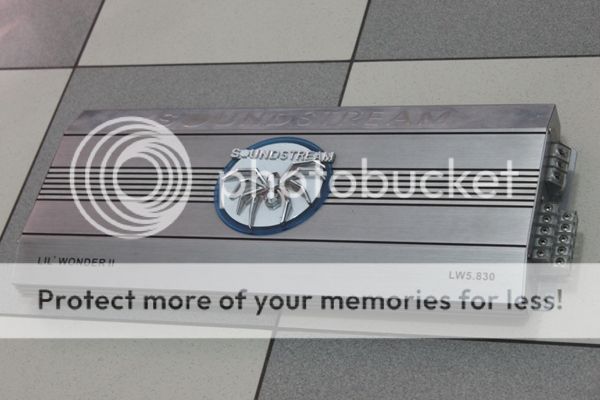 SOUNDSTREAM
SOUNDSTREAM
photobucket
LIL' WONDER II
LW5.830
Protect more of your memories for less!